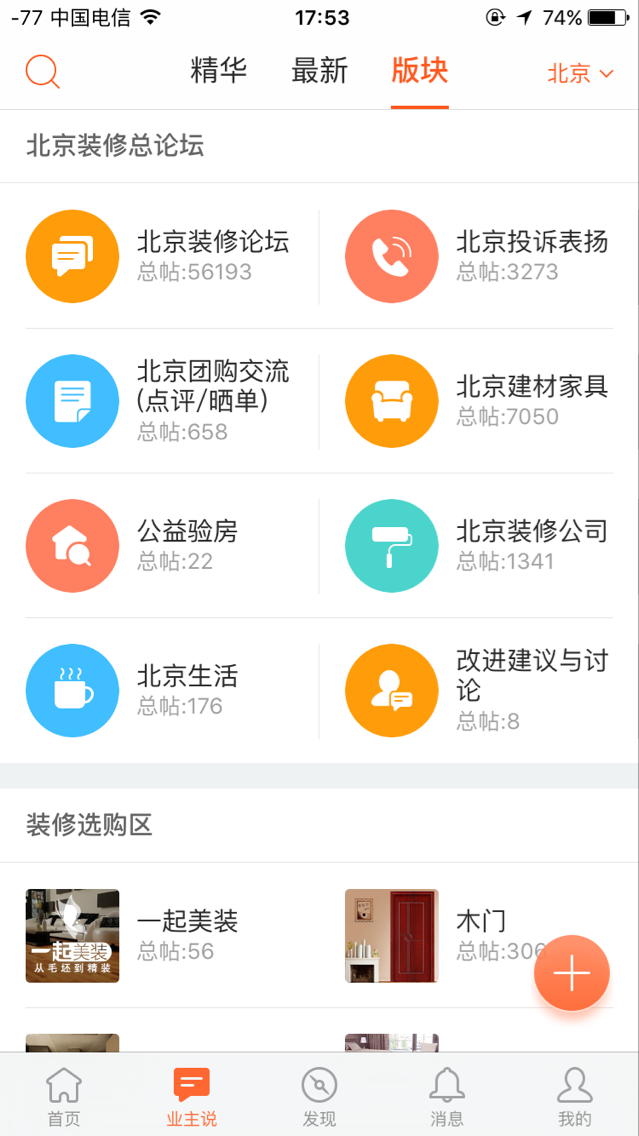 -77 中国电信 17:53 74%
精华 最新 版块 北京
北京装修总论坛
北京装修论坛
总帖:56193
北京投诉表扬
总帖:3273
北京团购交流
(点评/晒单)
总帖:658
北京建材家具
总帖:7050
公益验房
总帖:22
北京装修公司
总帖:1341
北京生活
总帖:176
改进建议与讨
论
总帖:8
装修选购区
一起美装
从毛坯到精装
一起美装
总帖:56
木门
总帖:306
首页 业主说 发现 消息 我的